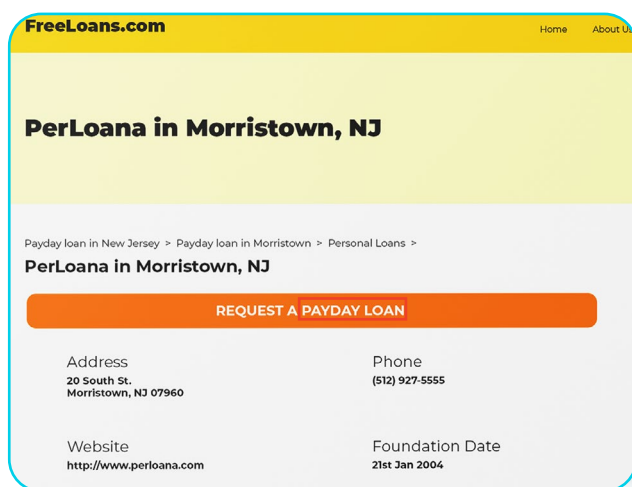 FreeLoans.com
Home About Us
PerLoana in Morristown, NJ
Payday loan in New Jersey > Payday loan in Morristown > Personal Loans >
PerLoana in Morristown, NJ
REQUEST A PAYDAY LOAN
Address Phone
20 South St. (512) 927-5555
Morristown, NJ 07960
Website Foundation Date
http://www.perloana.com 21st Jan 2004